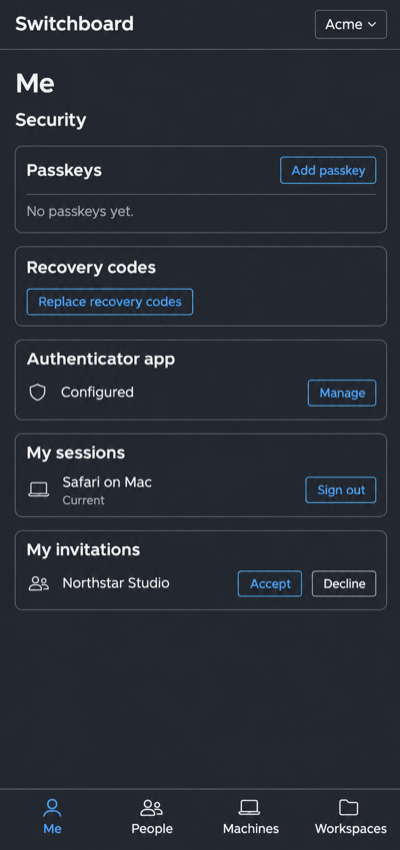 Switchboard
Acme
Me
Security
Passkeys
Add passkey
No passkeys yet.
Recovery codes
Replace recovery codes
Authenticator app
Configured
Manage
My sessions
Safari on Mac
Current
Sign out
My invitations
Northstar Studio
Accept
Decline
Me
People
Machines
Workspaces